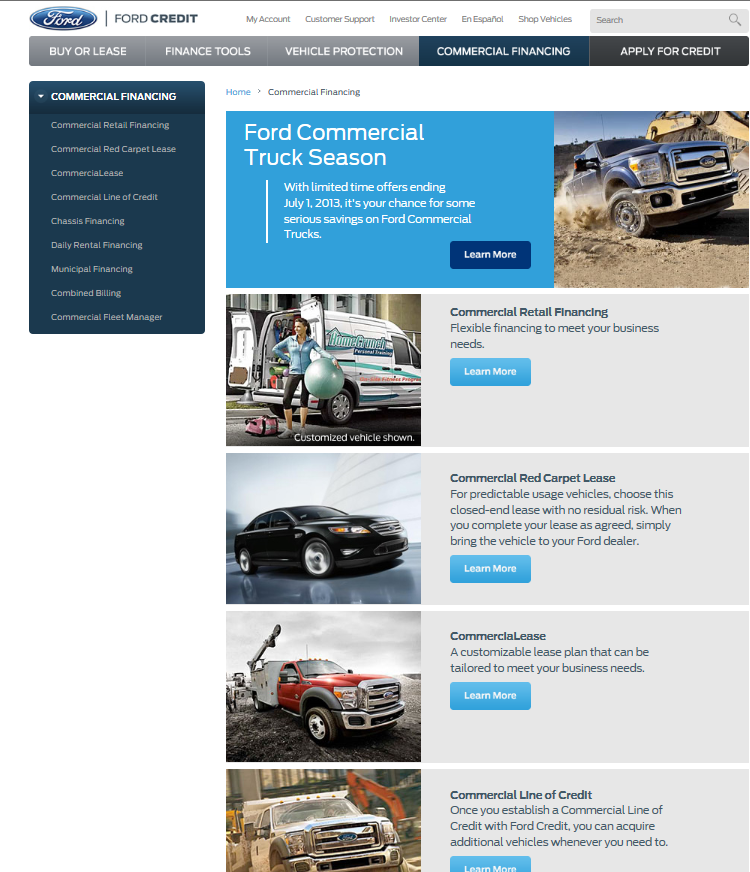 Ford | FORD CREDIT
My Account Customer Support Investor Center En Español Shop Vehicles Search
BUY OR LEASE FINANCE TOOLS VEHICLE PROTECTION COMMERCIAL FINANCING APPLY FOR CREDIT
COMMERCIAL FINANCING
Commercial Retail Financing
Commercial Red Carpet Lease
CommerciaLease
Commercial Line of Credit
Chassis Financing
Daily Rental Financing
Municipal Financing
Combined Billing
Commercial Fleet Manager
Home > Commercial Financing
Ford Commercial
Truck Season
With limited time offers ending
July 1, 2013, it's your chance for some
serious savings on Ford Commercial
Trucks.
Learn More
HomeCrunch
Personal Training
Customized vehicle shown.
Commercial Retail Financing
Flexible financing to meet your business
needs.
Learn More
Commercial Red Carpet Lease
For predictable usage vehicles, choose this
closed-end lease with no residual risk. When
you complete your lease as agreed, simply
bring the vehicle to your Ford dealer.
Learn More
CommerciaLease
A customizable lease plan that can be
tailored to meet your business needs.
Learn More
Commercial Line of Credit
Once you establish a Commercial Line of
Credit with Ford Credit, you can acquire
additional vehicles whenever you need to.
Learn More